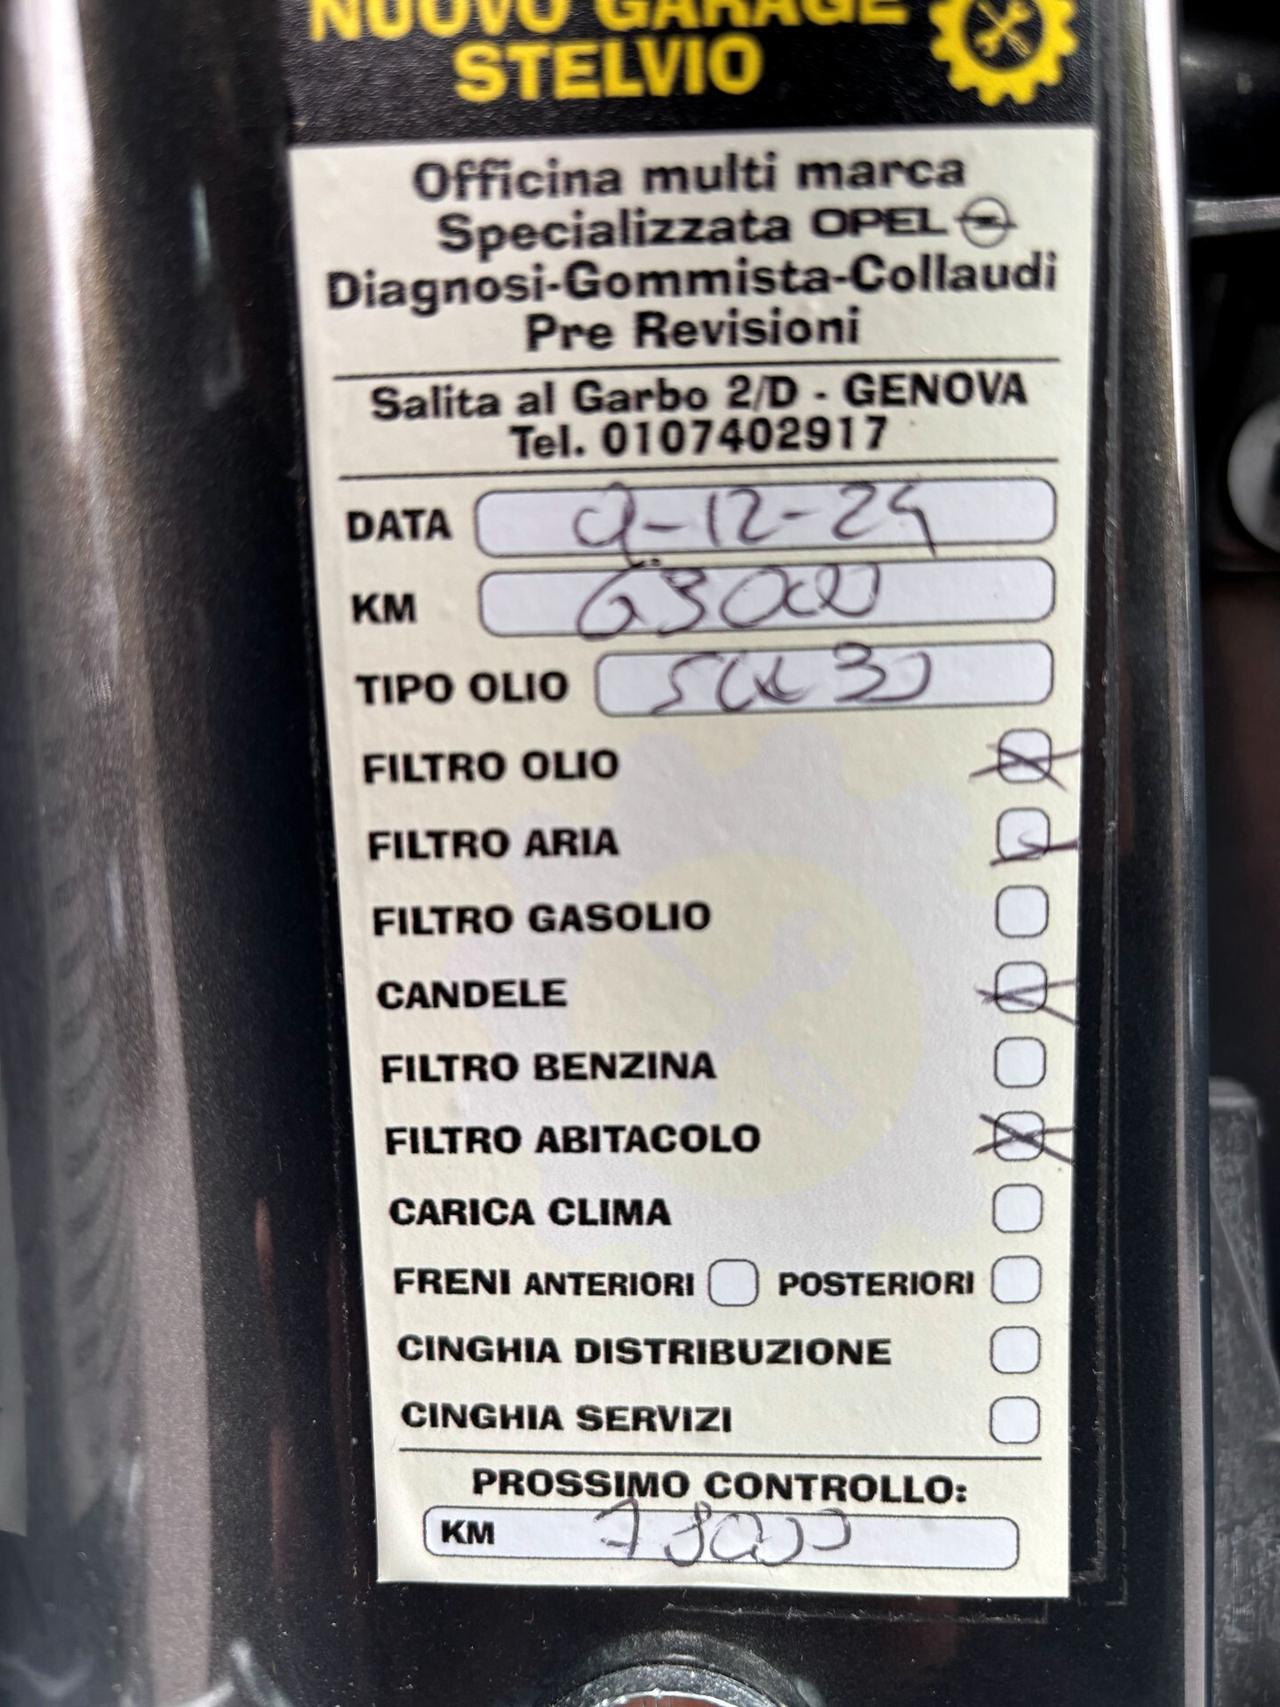 NUOVO GARAGE
STELVIO
Officina multi marca
Specializzata OPEL
Diagnosi-Gommista-Collaudi
Pre Revisioni
Salita al Garbo 2/D - GENOVA
Tel. 0107402917
DATA 9-12-24
KM 63000
TIPO OLIO 5W30
FILTRO OLIO
FILTRO ARIA
FILTRO GASOLIO
CANDELE
FILTRO BENZINA
FILTRO ABITACOLO
CARICA CLIMA
FRENI ANTERIORI POSTERIORI
CINGHIA DISTRIBUZIONE
CINGHIA SERVIZI
PROSSIMO CONTROLLO:
KM 78000